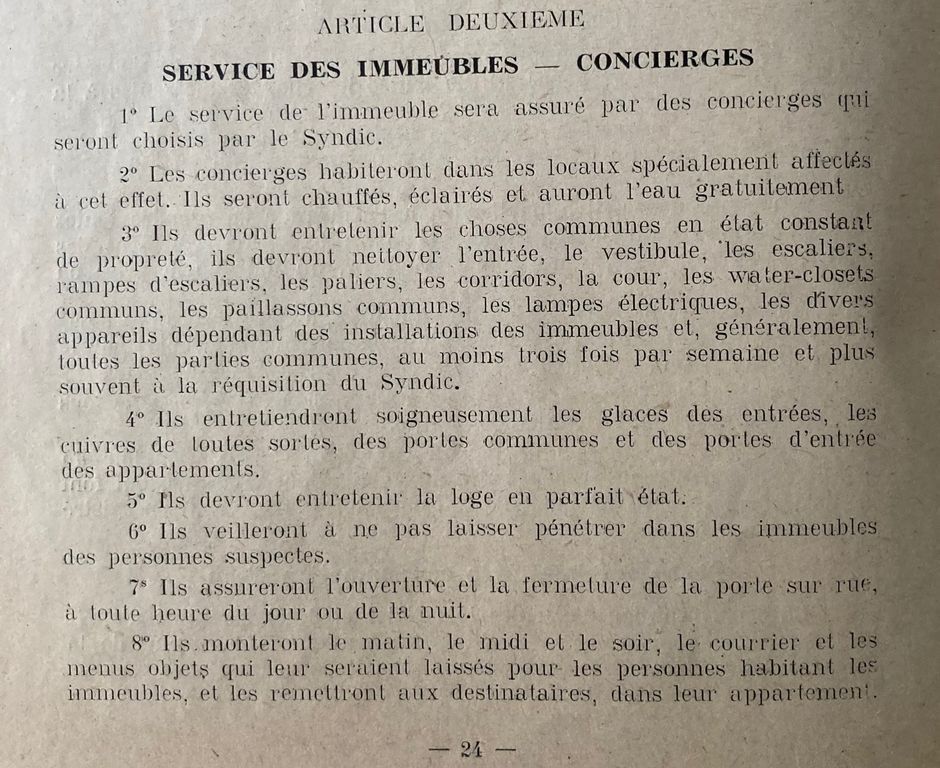 ARTICLE DEUXIEME
SERVICE DES IMMEUBLES — CONCIERGES
1° Le service de l'immeuble sera assuré par des concierges qui
seront choisis par le Syndic.
2° Les concierges habiteront dans les locaux spécialement affectés
à cet effet. Ils seront chauffés, éclairés et auront l'eau gratuitement
3° Ils devront entretenir les choses communes en état constant
de propreté, ils devront nettoyer l'entrée, le vestibule, les escaliers,
rampes d'escaliers, les paliers, les corridors, la cour, les water-closets
communs, les paillassons communs, les lampes électriques, les divers
appareils dépendant des installations des immeubles et, généralement,
toutes les parties communes, au moins trois fois par semaine et plus
souvent à la réquisition du Syndic.
4° Ils entretiendront soigneusement les glaces des entrées, les
cuivres de toutes sortes, des portes communes et des portes d'entrée
des appartements.
5° Ils devront entretenir la loge en parfait état.
6° Ils veilleront à ne pas laisser pénétrer dans les immeubles
des personnes suspectes.
7s Ils assureront l'ouverture et la fermeture de la porte sur rue,
à toute heure du jour ou de la nuit.
8° Ils monteront le matin, le midi et le soir, le courrier et les
menus objets qui leur seraient laissés pour les personnes habitant les
immeubles, et les remettront aux destinataires, dans leur appartement.
— 24 —